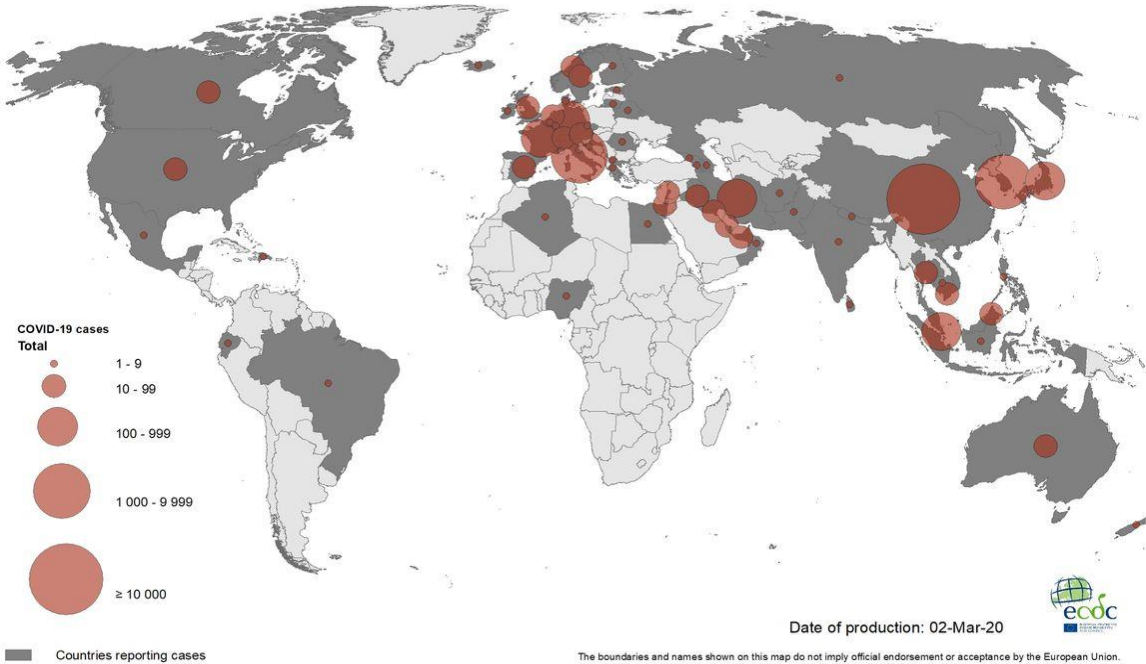 COVID-19 cases
Total
1 - 9
10 - 99
100 - 999
1 000 - 9 999
≥ 10 000
Countries reporting cases
Date of production: 02-Mar-20
ecdc
The boundaries and names shown on this map do not imply official endorsement or acceptance by the European Union.